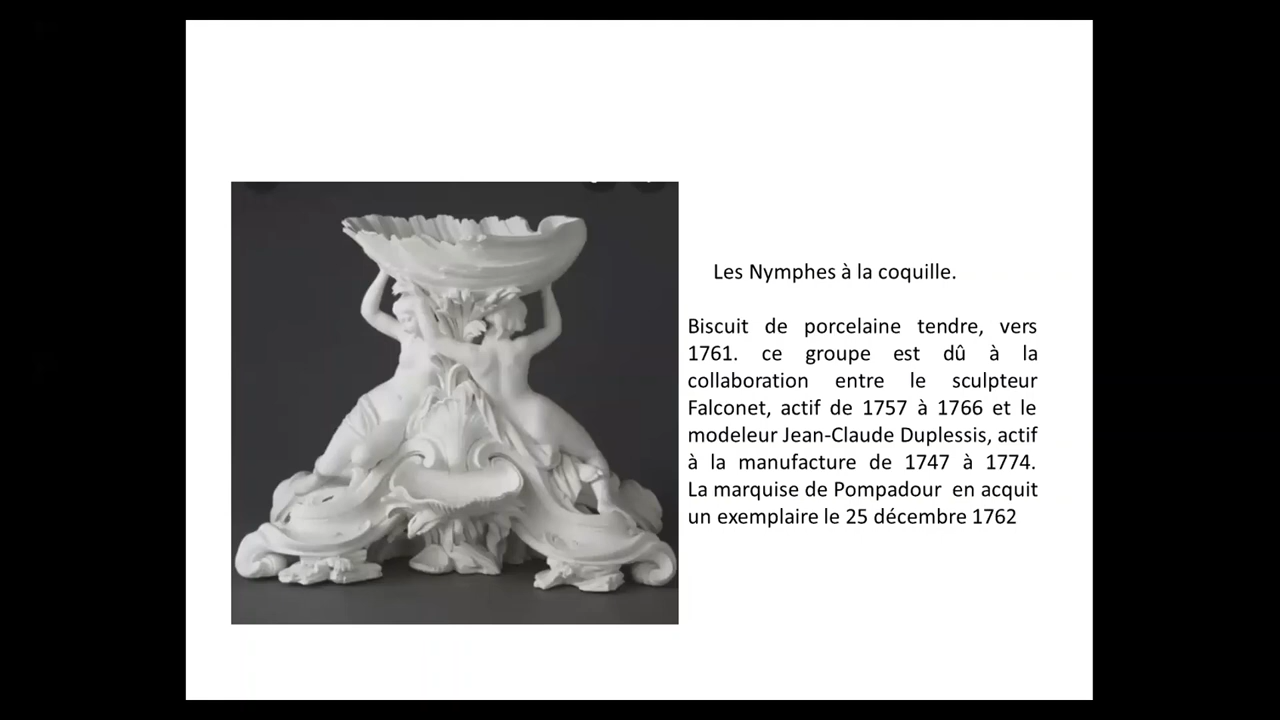 Les Nymphes à la coquille.
Biscuit de porcelaine tendre, vers
1761. ce groupe est dû à la
collaboration entre le sculpteur
Falconet, actif de 1757 à 1766 et le
modeleur Jean-Claude Duplessis, actif
à la manufacture de 1747 à 1774.
La marquise de Pompadour en acquit
un exemplaire le 25 décembre 1762